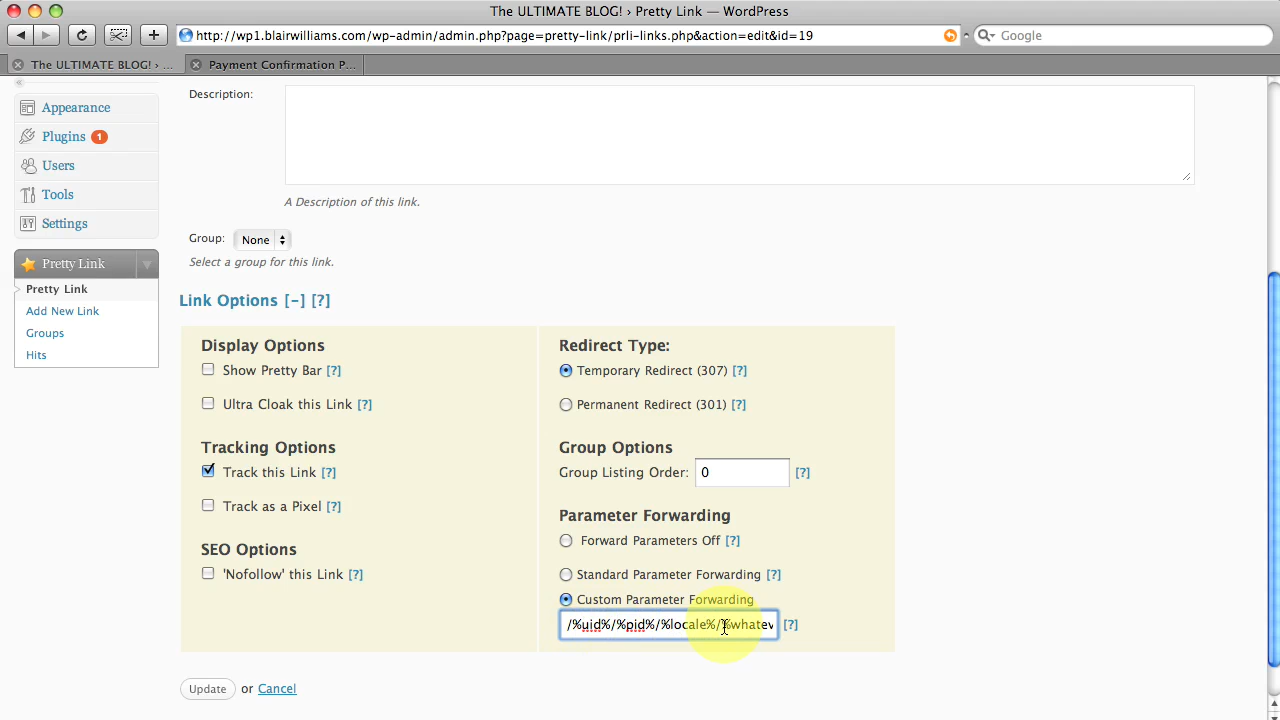 The ULTIMATE BLOG! › Pretty Link — WordPress
http://wp1.blairwilliams.com/wp-admin/admin.php?page=pretty-link/prli-links.php&action=edit&id=19
Google
The ULTIMATE BLOG! › ...
Payment Confirmation P...
Appearance
Plugins 1
Users
Tools
Settings
Pretty Link
Pretty Link
Add New Link
Groups
Hits
Description:
A Description of this link.
Group: None
Select a group for this link.
Link Options [-] [?]
Display Options
Show Pretty Bar [?]
Ultra Cloak this Link [?]
Tracking Options
Track this Link [?]
Track as a Pixel [?]
SEO Options
'Nofollow' this Link [?]
Redirect Type:
Temporary Redirect (307) [?]
Permanent Redirect (301) [?]
Group Options
Group Listing Order: 0 [?]
Parameter Forwarding
Forward Parameters Off [?]
Standard Parameter Forwarding [?]
Custom Parameter Forwarding
/%uid%/%pid%/%locale%/%whatev [?]
Update or Cancel